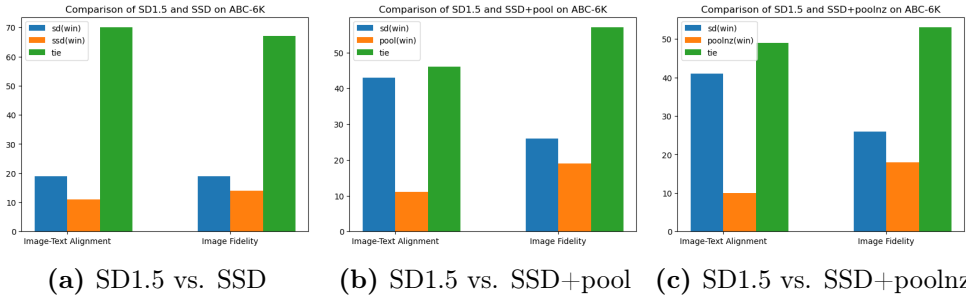 Comparison of SD1.5 and SSD on ABC-6K
sd(win)
ssd(win)
tie
70
60
50
40
30
20
10
0
Image-Text Alignment
Image Fidelity
(a) SD1.5 vs. SSD
Comparison of SD1.5 and SSD+pool on ABC-6K
sd(win)
pool(win)
tie
50
40
30
20
10
0
Image-Text Alignment
Image Fidelity
(b) SD1.5 vs. SSD+pool
Comparison of SD1.5 and SSD+poolnz on ABC-6K
sd(win)
poolnz(win)
tie
50
40
30
20
10
0
Image-Text Alignment
Image Fidelity
(c) SD1.5 vs. SSD+poolnz